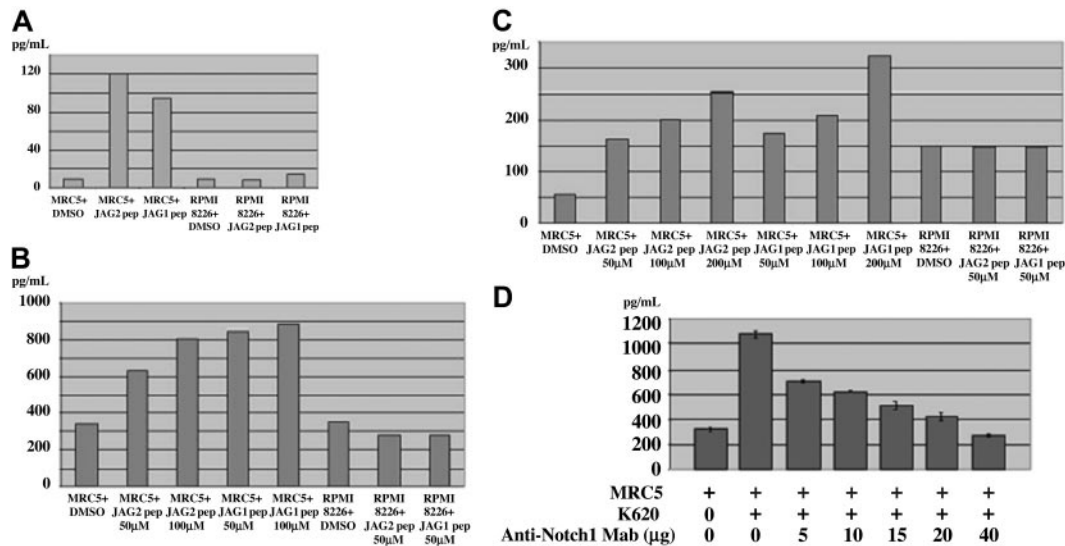 A
pg/mL
120
80
40
0
MRC5+ DMSO
MRC5+ JAG2 pep
MRC5+ JAG1 pep
RPMI 8226+ DMSO
RPMI 8226+ JAG2 pep
RPMI 8226+ JAG1 pep
B
pg/mL
1000
800
600
400
200
0
MRC5+ DMSO
MRC5+ JAG2 pep 50µM
MRC5+ JAG2 pep 100µM
MRC5+ JAG1 pep 50µM
MRC5+ JAG1 pep 100µM
RPMI 8226+ DMSO
RPMI 8226+ JAG2 pep 50µM
RPMI 8226+ JAG1 pep 50µM
C
pg/mL
300
200
100
0
MRC5+ DMSO
MRC5+ JAG2 pep 50µM
MRC5+ JAG2 pep 100µM
MRC5+ JAG2 pep 200µM
MRC5+ JAG1 pep 50µM
MRC5+ JAG1 pep 100µM
MRC5+ JAG1 pep 200µM
RPMI 8226+ DMSO
RPMI 8226+ JAG2 pep 50µM
RPMI 8226+ JAG1 pep 50µM
D
pg/mL
1200
1000
800
600
400
200
0
MRC5 + + + + + + +
K620 0 + + + + + +
Anti-Notch1 Mab (µg) 0 0 5 10 15 20 40